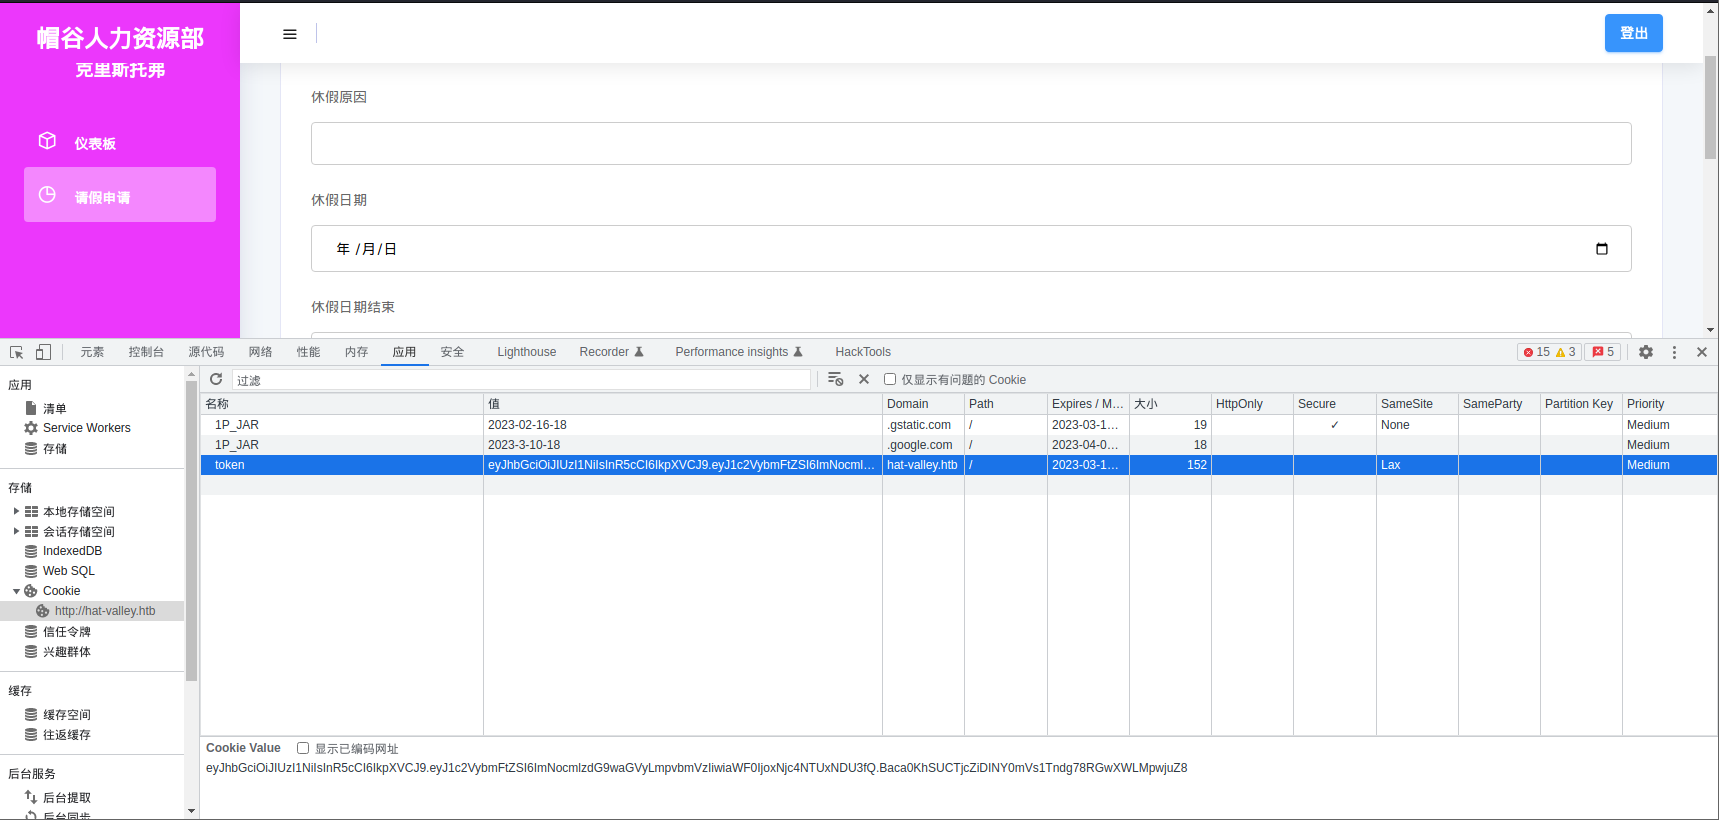 帽谷人力资源部
克里斯托弗
仪表板
请假申请
登出
休假原因
休假日期
年 /月/日
休假日期结束
元素 控制台 源代码 网络 性能 内存 应用 安全 Lighthouse Recorder Performance insights HackTools 15 3 5
应用
清单
Service Workers
存储
存储
本地存储空间
会话存储空间
IndexedDB
Web SQL
Cookie
http://hat-valley.htb
信任令牌
兴趣群体
缓存
缓存空间
往返缓存
后台服务
后台提取
后台同步
过滤 仅显示有问题的 Cookie
名称 值 Domain Path Expires / M... 大小 HttpOnly Secure SameSite SameParty Partition Key Priority
1P_JAR 2023-02-16-18 .gstatic.com / 2023-03-1... 19 ✓ None Medium
1P_JAR 2023-3-10-18 .google.com / 2023-04-0... 18 Medium
token eyJhbGciOiJIUzI1NiIsInR5cCI6IkpXVCJ9.eyJ1c2VybmFtZSI6ImNocml... hat-valley.htb / 2023-03-1... 152 Lax Medium
Cookie Value 显示已编码网址
eyJhbGciOiJIUzI1NiIsInR5cCI6IkpXVCJ9.eyJ1c2VybmFtZSI6ImNocmlzdG9waGVyLmpvbmVzIiwiaWF0IjoxNjc4NTUxNDU3fQ.Baca0KhSUCTjcZiDINY0mVs1Tndg78RGwXWLMpwjuZ8